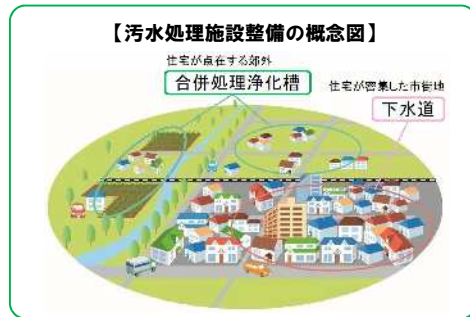 【汚水処理施設整備の概念図】
住宅が点在する郊外
合併処理浄化槽
住宅が密集した市街地
下水道